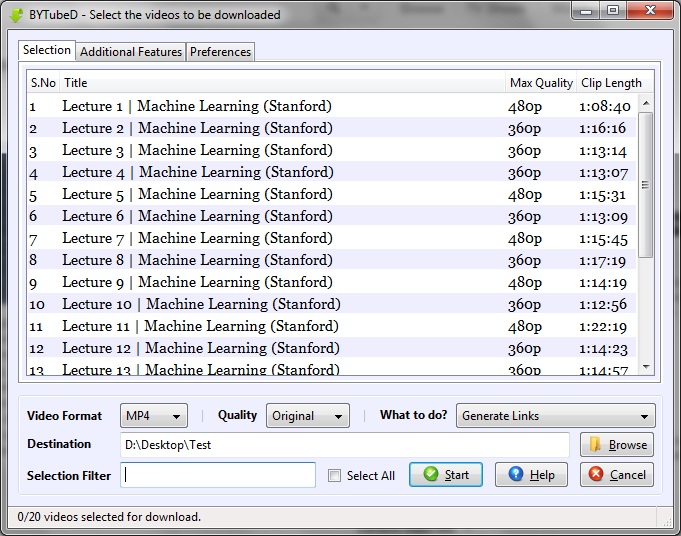 BYTubeD - Select the videos to be downloaded
Selection Additional Features Preferences
S.No Title Max Quality Clip Length
1 Lecture 1 | Machine Learning (Stanford) 480p 1:08:40
2 Lecture 2 | Machine Learning (Stanford) 360p 1:16:16
3 Lecture 3 | Machine Learning (Stanford) 360p 1:13:14
4 Lecture 4 | Machine Learning (Stanford) 360p 1:13:07
5 Lecture 5 | Machine Learning (Stanford) 480p 1:15:31
6 Lecture 6 | Machine Learning (Stanford) 360p 1:13:09
7 Lecture 7 | Machine Learning (Stanford) 480p 1:15:45
8 Lecture 8 | Machine Learning (Stanford) 360p 1:17:19
9 Lecture 9 | Machine Learning (Stanford) 480p 1:14:19
10 Lecture 10 | Machine Learning (Stanford) 360p 1:12:56
11 Lecture 11 | Machine Learning (Stanford) 480p 1:22:19
12 Lecture 12 | Machine Learning (Stanford) 360p 1:14:23
13 Lecture 13 | Machine Learning (Stanford) 360p 1:14:57
Video Format MP4 | Quality Original | What to do? Generate Links
Destination D:\Desktop\Test Browse
Selection Filter Select All Start Help Cancel
0/20 videos selected for download.